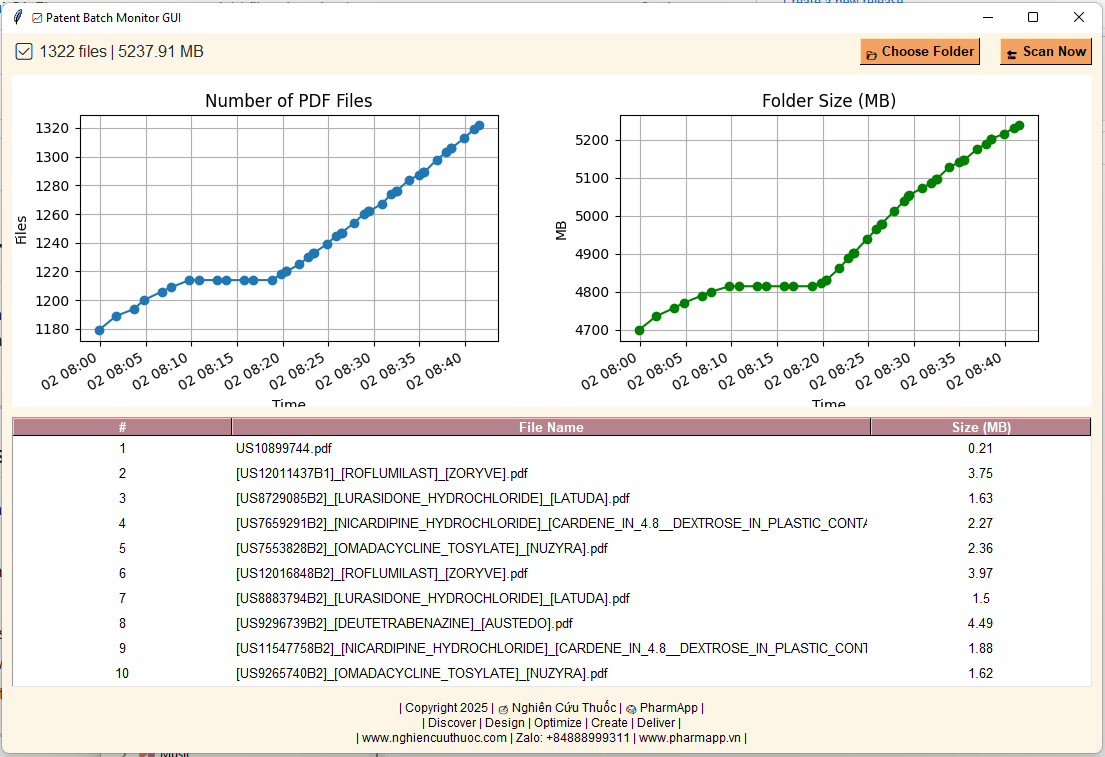 Patent Batch Monitor GUI
1322 files | 5237.91 MB
Choose Folder
Scan Now
Number of PDF Files
1320
1300
1280
1260
1240
1220
1200
1180
Files
02 08:00
02 08:05
02 08:10
02 08:15
02 08:20
02 08:25
02 08:30
02 08:35
02 08:40
Time
Folder Size (MB)
5200
5100
5000
4900
4800
4700
MB
02 08:00
02 08:05
02 08:10
02 08:15
02 08:20
02 08:25
02 08:30
02 08:35
02 08:40
Time
# File Name Size (MB)
1 US10899744.pdf 0.21
2 [US12011437B1]_[ROFLUMILAST]_[ZORYVE].pdf 3.75
3 [US8729085B2]_[LURASIDONE_HYDROCHLORIDE]_[LATUDA].pdf 1.63
4 [US7659291B2]_[NICARDIPINE_HYDROCHLORIDE]_[CARDENE_IN_4.8__DEXTROSE_IN_PLASTIC_CONTA 2.27
5 [US7553828B2]_[OMADACYCLINE_TOSYLATE]_[NUZYRA].pdf 2.36
6 [US12016848B2]_[ROFLUMILAST]_[ZORYVE].pdf 3.97
7 [US8883794B2]_[LURASIDONE_HYDROCHLORIDE]_[LATUDA].pdf 1.5
8 [US9296739B2]_[DEUTETRABENAZINE]_[AUSTEDO].pdf 4.49
9 [US11547758B2]_[NICARDIPINE_HYDROCHLORIDE]_[CARDENE_IN_4.8__DEXTROSE_IN_PLASTIC_CONT 1.88
10 [US9265740B2]_[OMADACYCLINE_TOSYLATE]_[NUZYRA].pdf 1.62
| Copyright 2025 | Nghiên Cứu Thuốc | PharmApp |
| Discover | Design | Optimize | Create | Deliver |
| www.nghiencuuthuoc.com | Zalo: +84888999311 | www.pharmapp.vn |